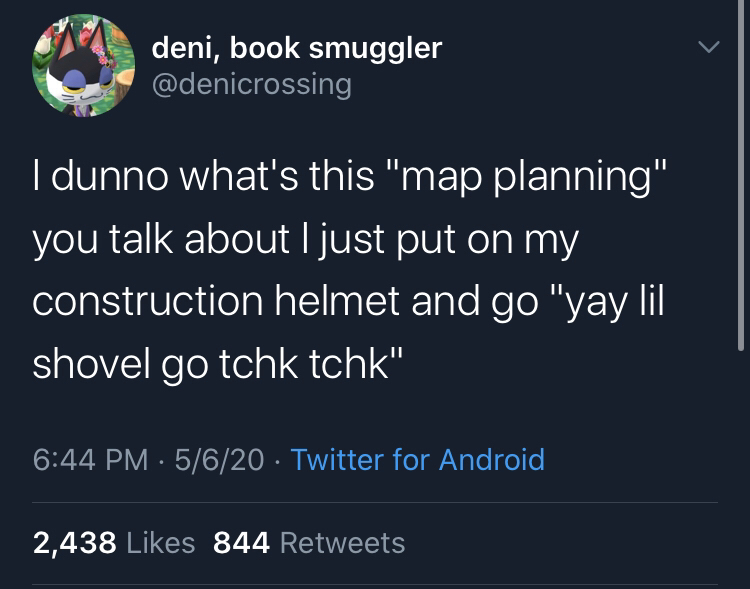 deni, book smuggler
@denicrossing
I dunno what's this "map planning"
you talk about I just put on my
construction helmet and go "yay lil
shovel go tchk tchk"
6:44 PM · 5/6/20 · Twitter for Android
2,438 Likes 844 Retweets